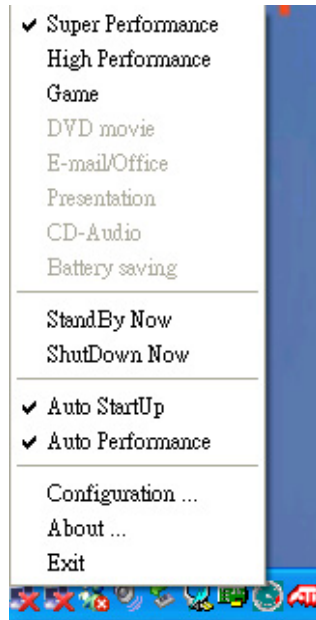 Super Performance
High Performance
Game
DVD movie
E-mail/Office
Presentation
CD-Audio
Battery saving
StandBy Now
ShutDown Now
Auto StartUp
Auto Performance
Configuration ...
About ...
Exit